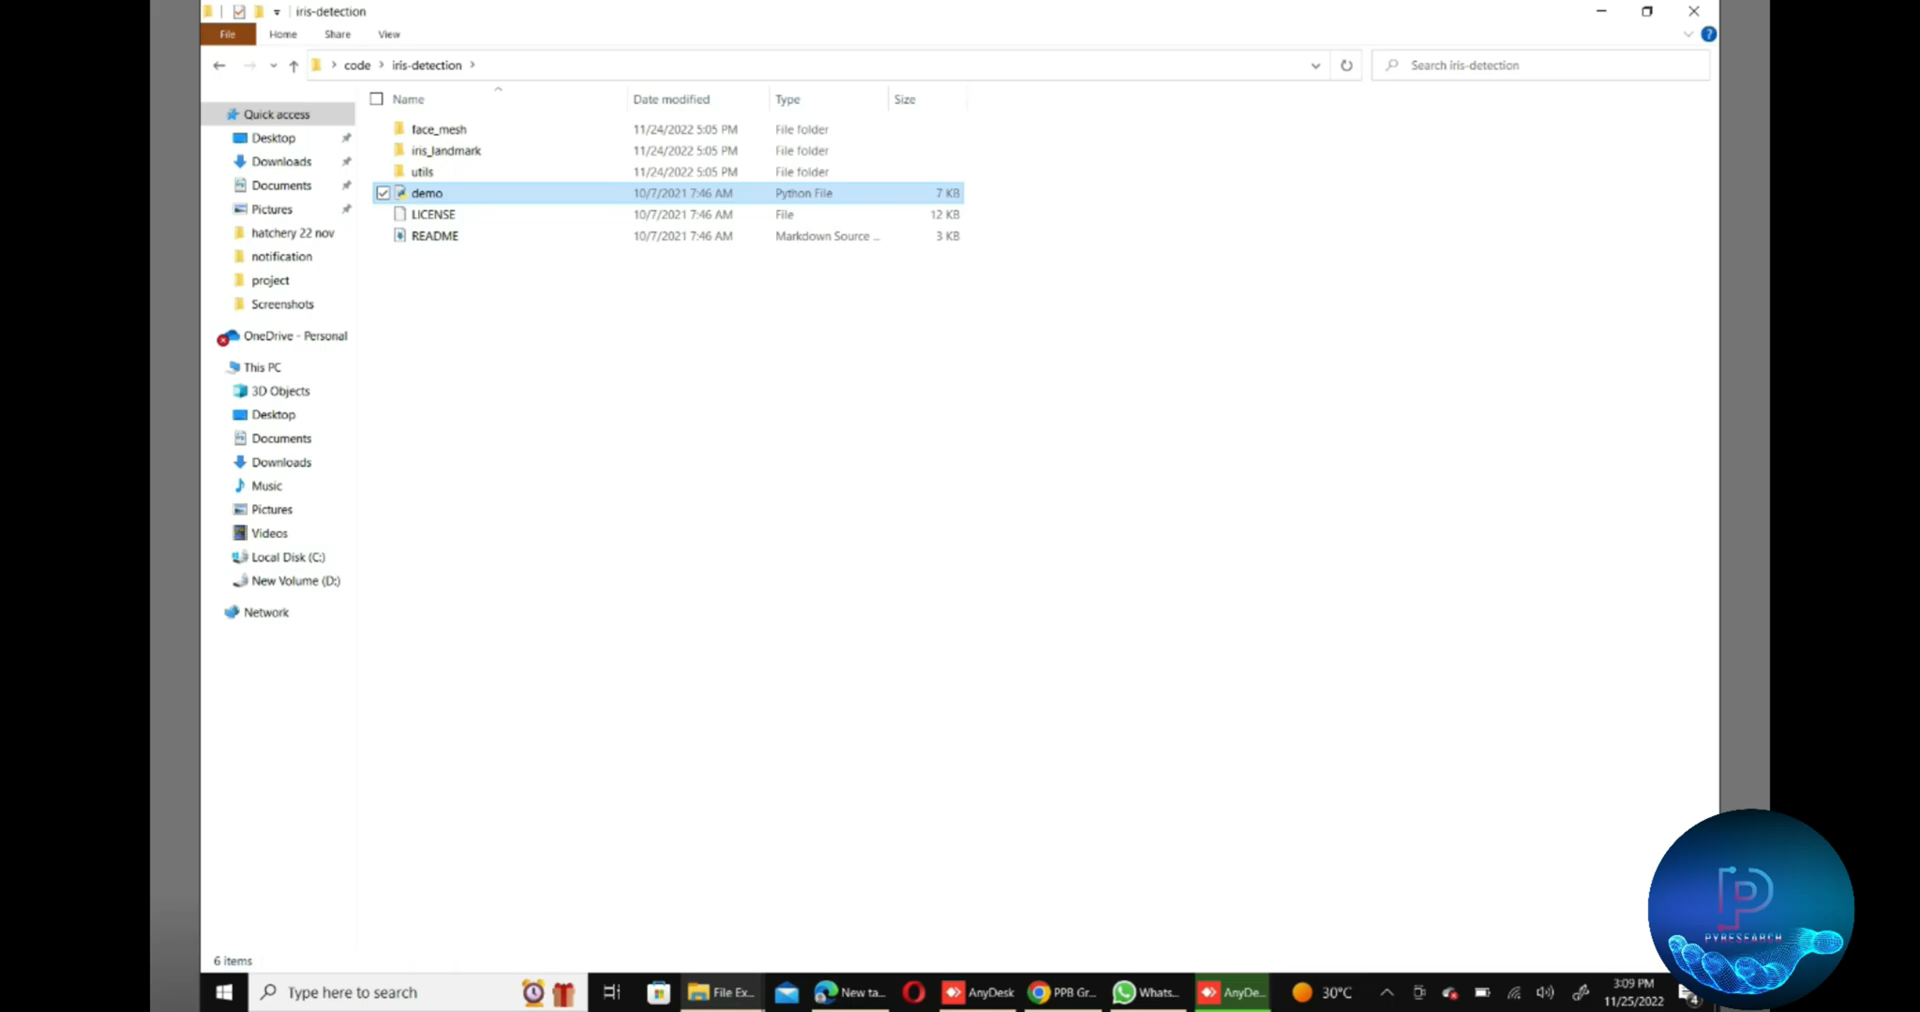 iris-detection
File Home Share View
code iris-detection
Search iris-detection
Name Date modified Type Size
face_mesh 11/24/2022 5:05 PM File folder
iris_landmark 11/24/2022 5:05 PM File folder
utils 11/24/2022 5:05 PM File folder
demo 10/7/2021 7:46 AM Python File 7 KB
LICENSE 10/7/2021 7:46 AM File 12 KB
README 10/7/2021 7:46 AM Markdown Source ... 3 KB
Quick access
Desktop
Downloads
Documents
Pictures
hatchery 22 nov
notification
project
Screenshots
OneDrive - Personal
This PC
3D Objects
Desktop
Documents
Downloads
Music
Pictures
Videos
Local Disk (C:)
New Volume (D:)
Network
6 items
PYRESEARCH
Type here to search
File Ex...
New ta...
AnyDesk
PPB Gr...
Whats...
AnyDe...
30°C
3:09 PM
11/25/2022
4